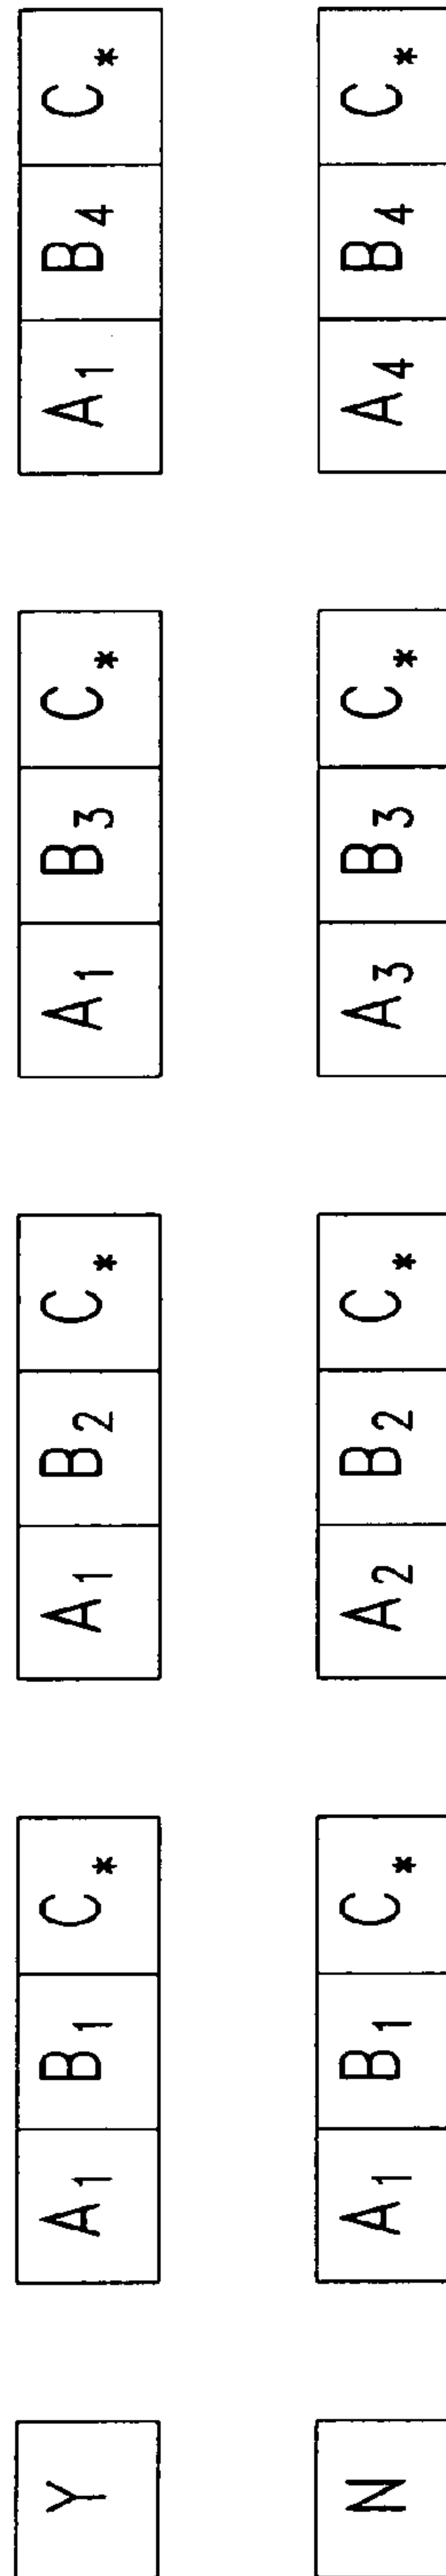 Y A₁ B₁ C* A₁ B₂ C* A₁ B₃ C* A₁ B₄ C*
N A₁ B₁ C* A₂ B₂ C* A₃ B₃ C* A₄ B₄ C*